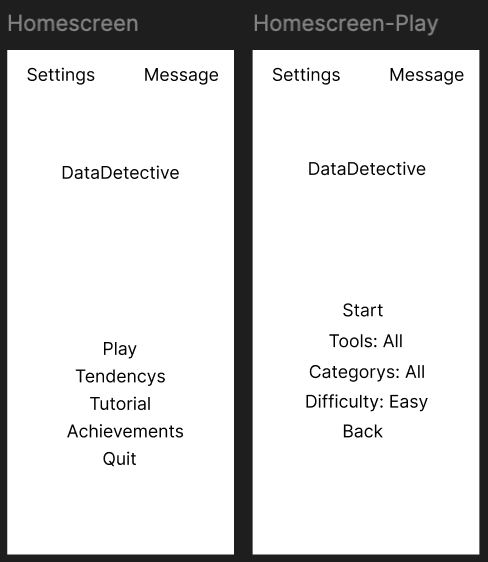 Homescreen
Settings Message
DataDetective
Play
Tendencys
Tutorial
Achievements
Quit
Homescreen-Play
Settings Message
DataDetective
Start
Tools: All
Categorys: All
Difficulty: Easy
Back